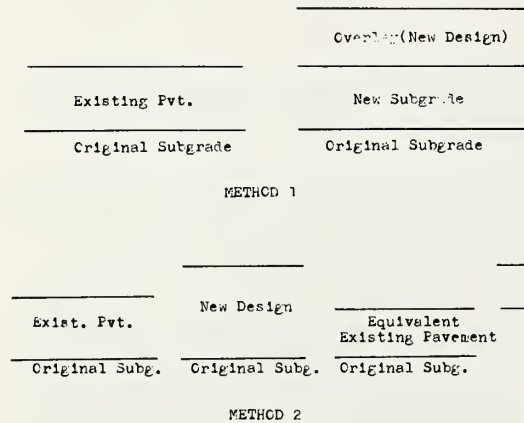 Overlay(New Design)
Existing Pvt.
New Subgrade
Original Subgrade
Original Subgrade
METHOD 1
Exist. Pvt.
New Design
Equivalent
Existing Pavement
Original Subg.
Original Subg.
Original Subg.
METHOD 2